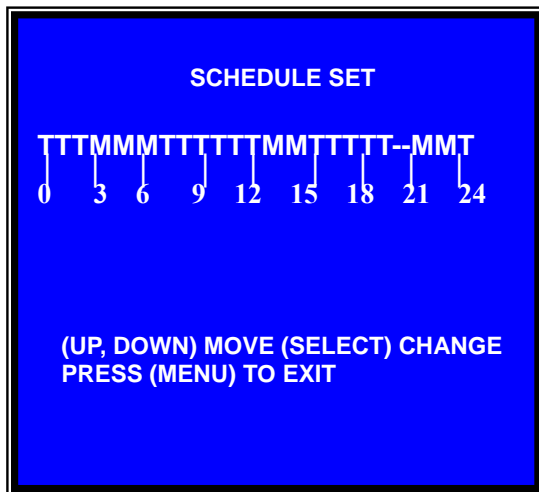 SCHEDULE SET
TTTMMMTTTTTTMMTTTTT--MMT
0 3 6 9 12 15 18 21 24
(UP, DOWN) MOVE (SELECT) CHANGE
PRESS (MENU) TO EXIT